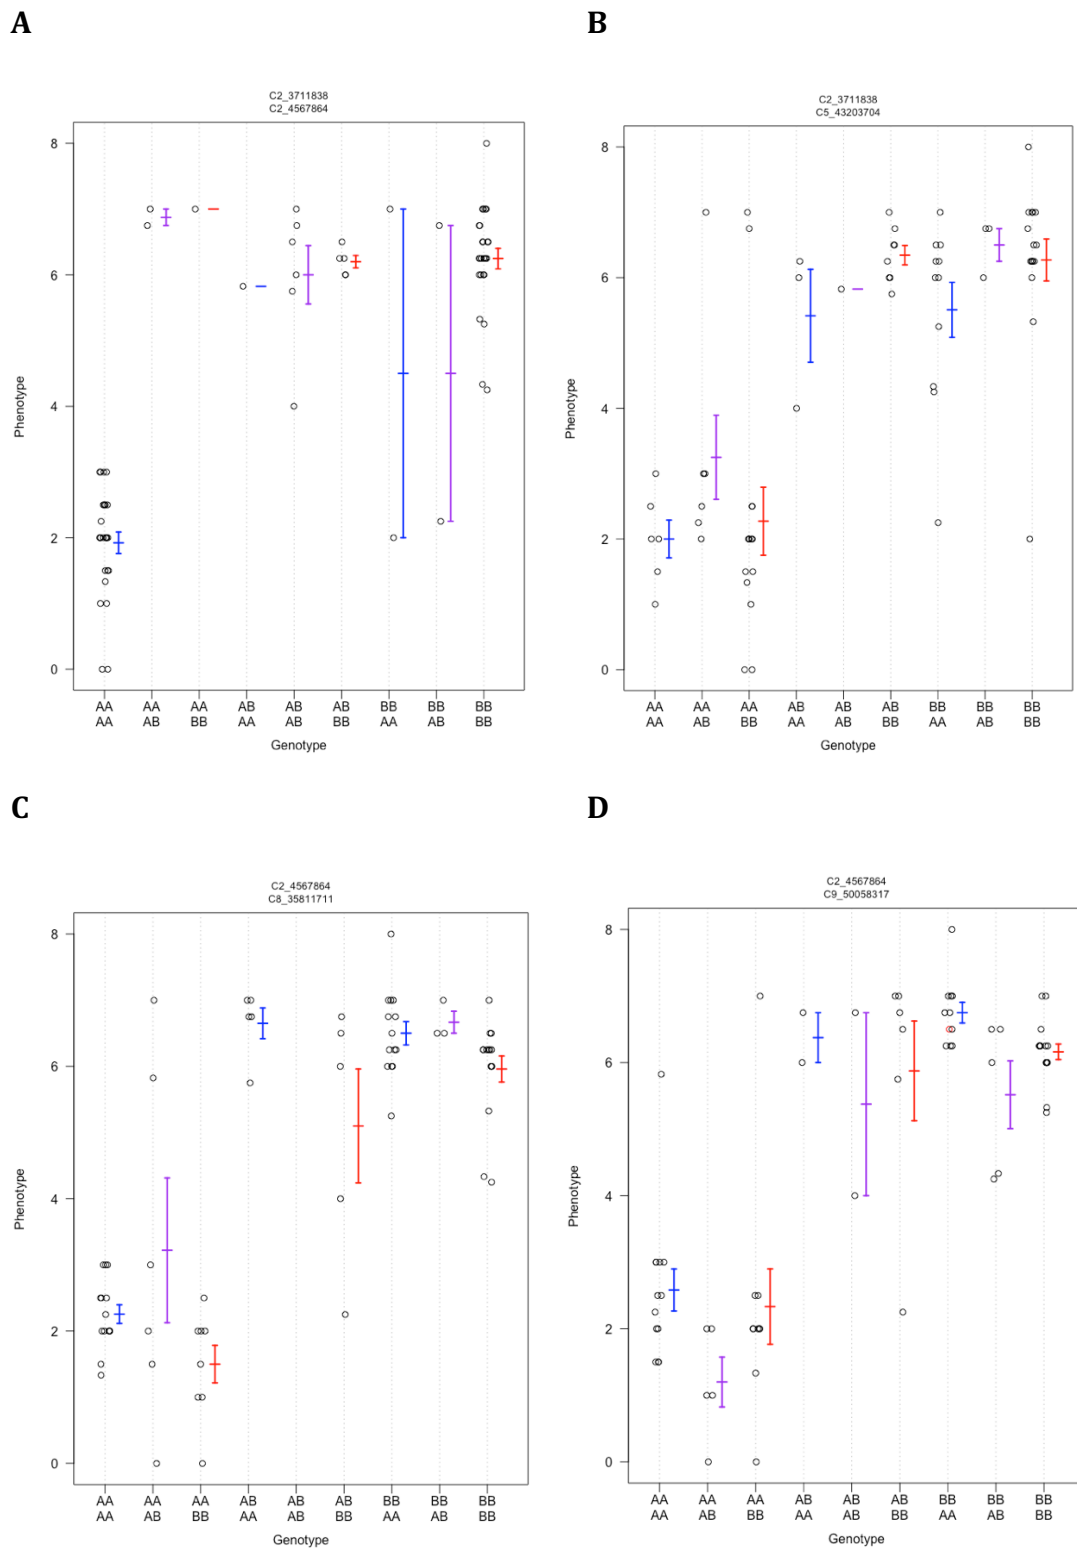 A
C2_3711838
C2_4567864
8
6
4
2
0
Phenotype
AA AA AA AB AB AB BB BB BB
AA AB BB AA AB BB AA AB BB
Genotype
B
C2_3711838
C5_43203704
8
6
4
2
0
Phenotype
AA AA AA AB AB AB BB BB BB
AA AB BB AA AB BB AA AB BB
Genotype
C
C2_4567864
C8_35811711
8
6
4
2
0
Phenotype
AA AA AA AB AB AB BB BB BB
AA AB BB AA AB BB AA AB BB
Genotype
D
C2_4567864
C9_50058317
8
6
4
2
0
Phenotype
AA AA AA AB AB AB BB BB BB
AA AB BB AA AB BB AA AB BB
Genotype